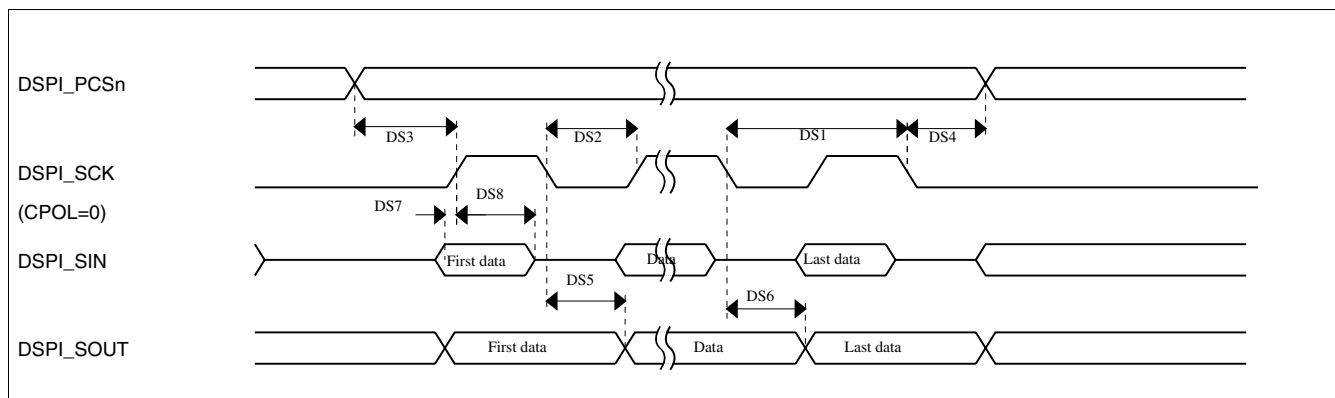 DSPI_PCSn
DS3
DS2
DS1
DS4
DSPI_SCK
(CPOL=0)
DS7
DS8
DSPI_SIN
First data
Data
Last data
DS5
DS6
DSPI_SOUT
First data
Data
Last data